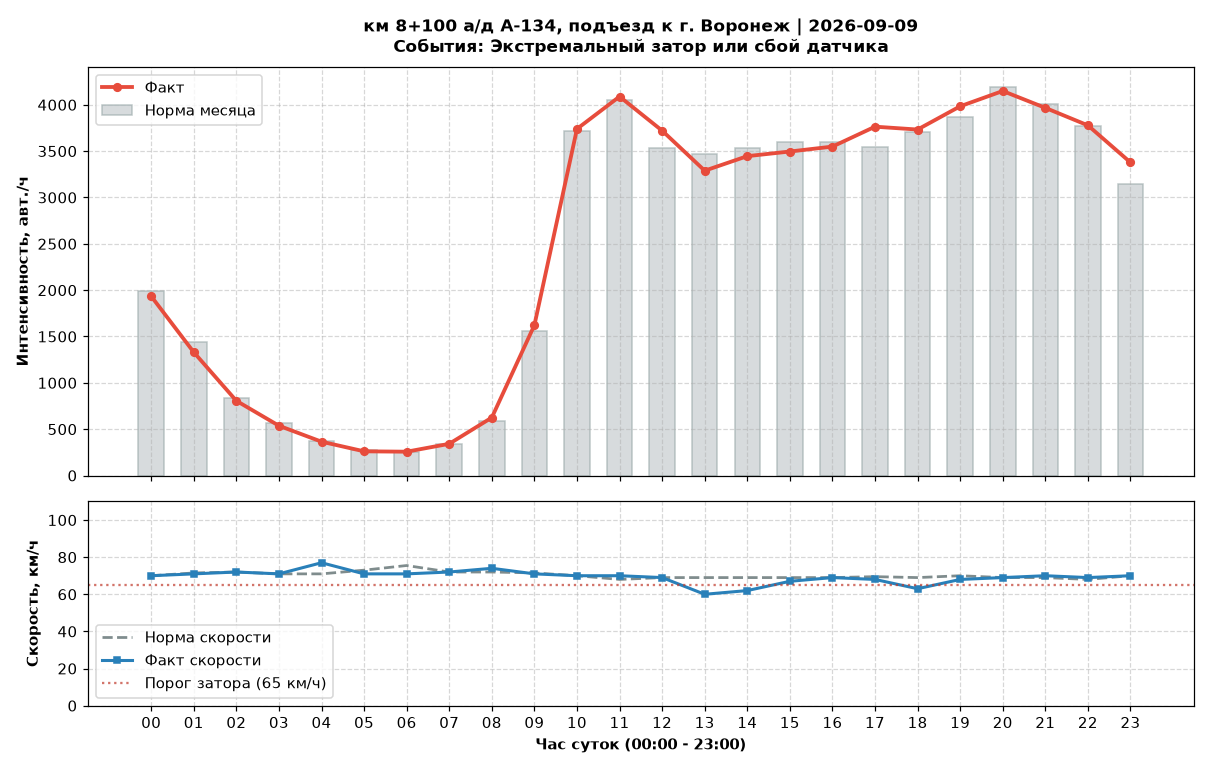 км 8+100 а/д А-134, подъезд к г. Воронеж | 2026-09-09
События: Экстремальный затор или сбой датчика
Интенсивность, авт./ч
4000
3500
3000
2500
2000
1500
1000
500
0
Факт
Норма месяца
Скорость, км/ч
100
80
60
40
20
0
Норма скорости
Факт скорости
Порог затора (65 км/ч)
00 01 02 03 04 05 06 07 08 09 10 11 12 13 14 15 16 17 18 19 20 21 22 23
Час суток (00:00 - 23:00)